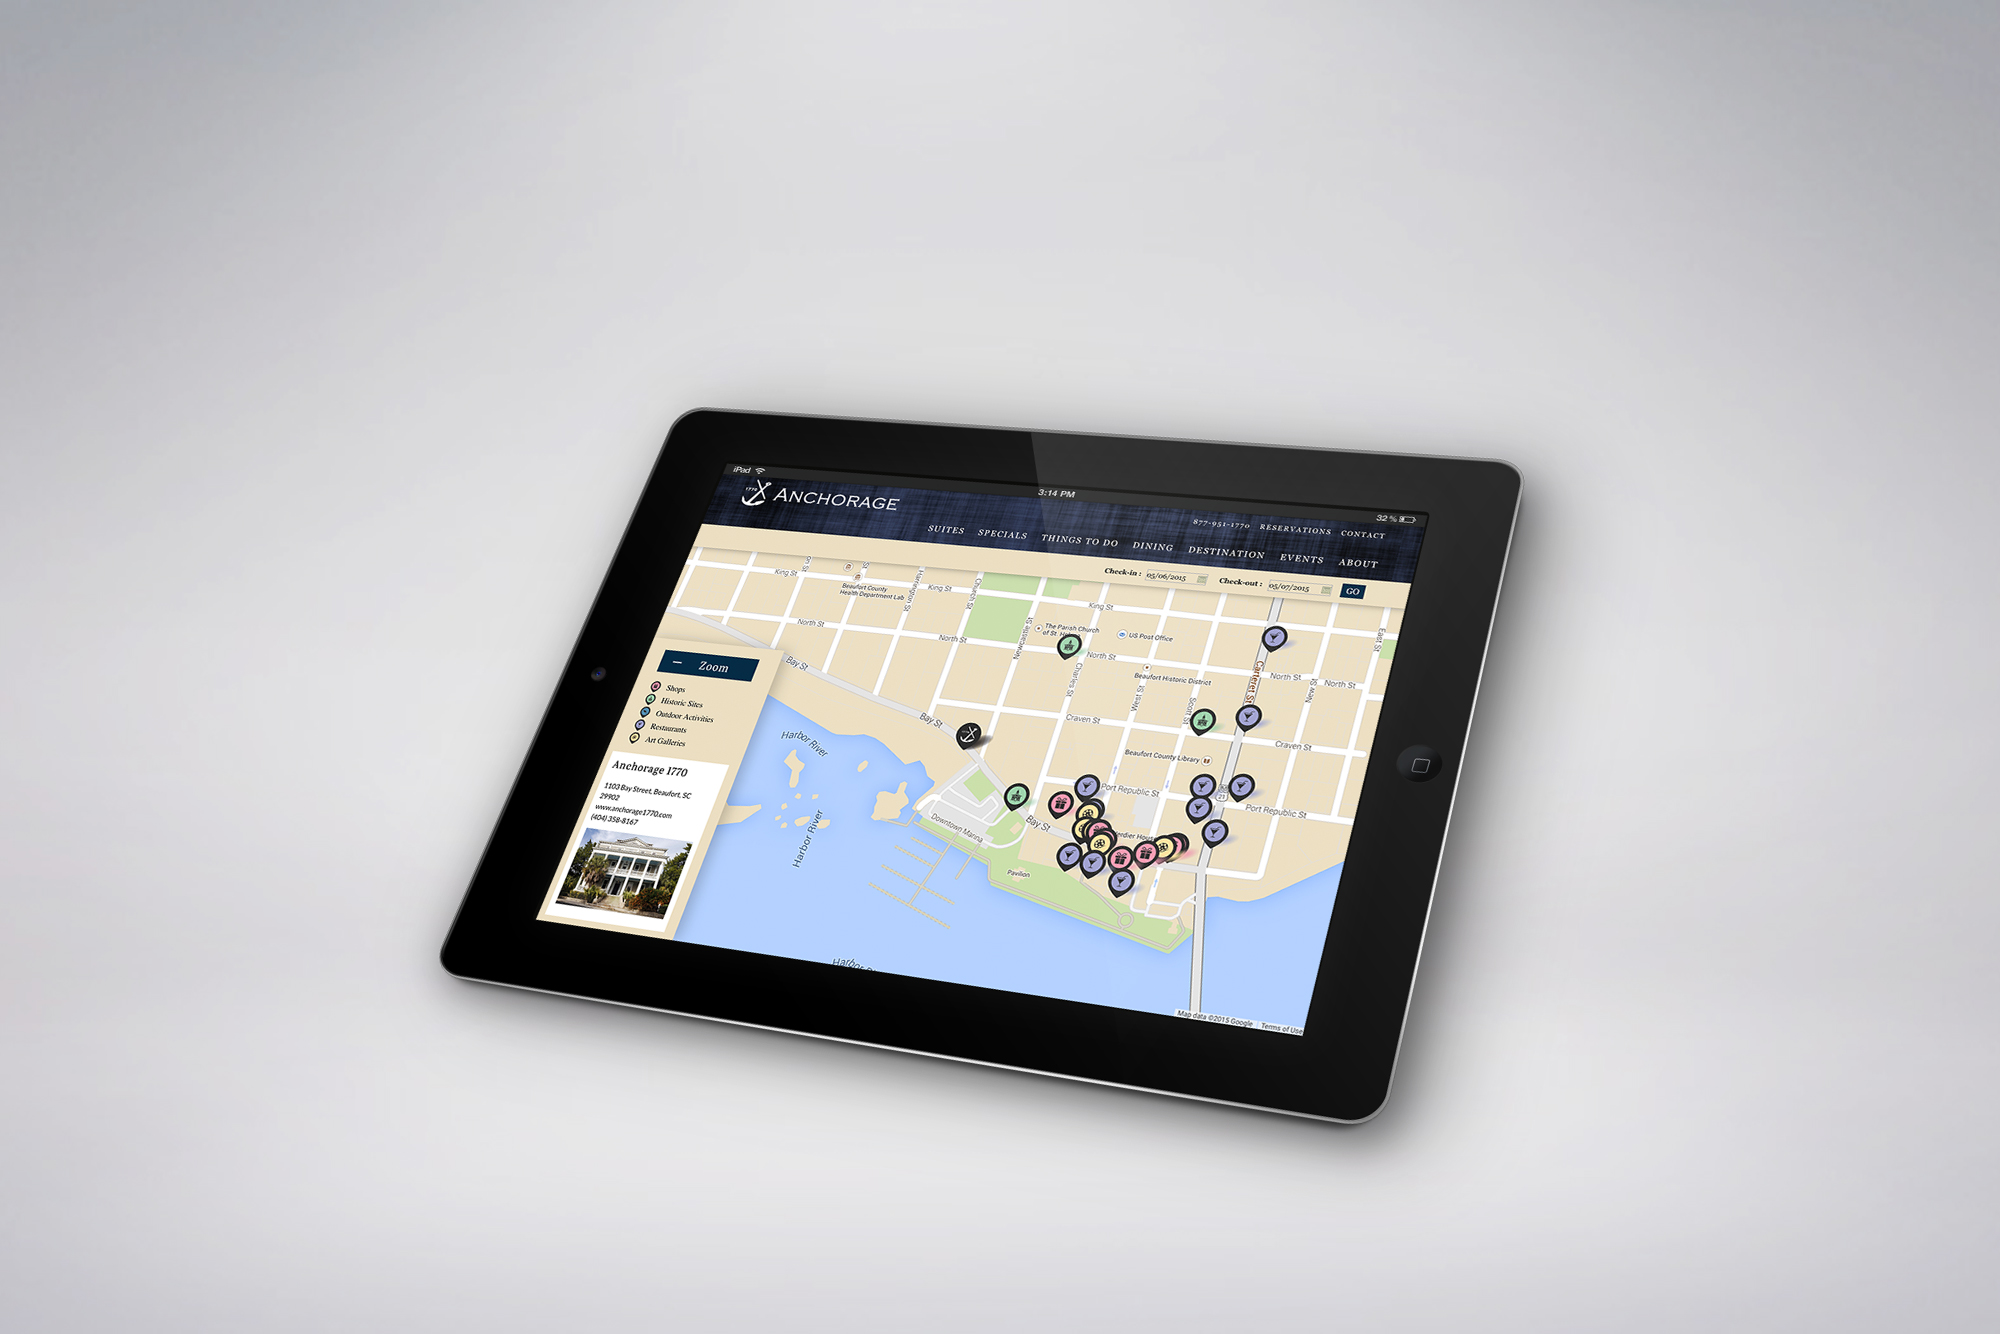 iPad
3:14 PM
32 %
1770
ANCHORAGE
877-951-1770 RESERVATIONS CONTACT
SUITES SPECIALS THINGS TO DO DINING DESTINATION EVENTS ABOUT
Check-in : 05/06/2015 Check-out : 05/07/2015 GO
King St
Beaufort County
Health Department Lab
Harrington St
King St
Church St
King St
North St
North St
Newcastle St
The Parish Church
of St. Helena
US Post Office
North St
Charles St
Beaufort Historic District
West St
Scott St
Carteret St
North St
New St
North St
East St
Bay St
Bay St
Craven St
Craven St
Beaufort County Library
Port Republic St
21
Port Republic St
Bay St
Downtown Marina
Pavilion
Harbor River
Harbor River
– Zoom
Shops
Historic Sites
Outdoor Activities
Restaurants
Art Galleries
Anchorage 1770
1103 Bay Street, Beaufort, SC
29902
www.anchorage1770.com
(404) 358-8167
Map data ©2015 Google Terms of Use